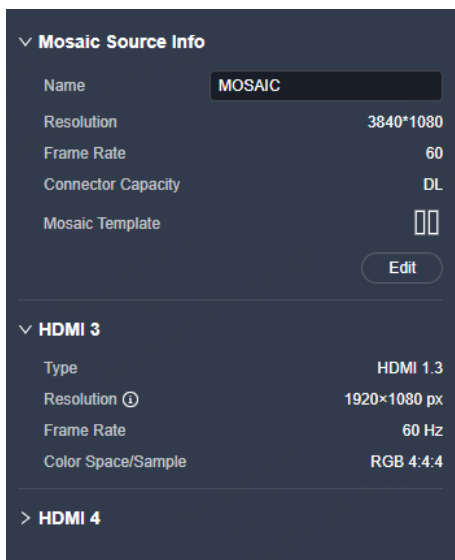 Mosaic Source Info
Name MOSAIC
Resolution 3840*1080
Frame Rate 60
Connector Capacity DL
Mosaic Template
Edit
HDMI 3
Type HDMI 1.3
Resolution 1920×1080 px
Frame Rate 60 Hz
Color Space/Sample RGB 4:4:4
HDMI 4